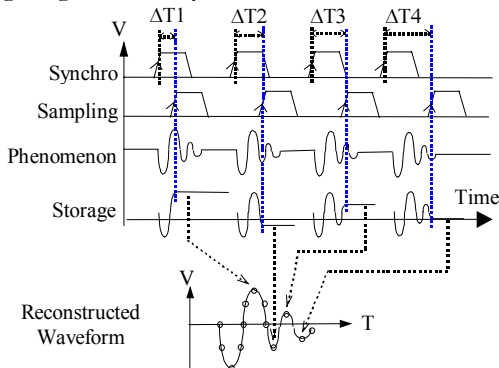 V
ΔT1 ΔT2 ΔT3 ΔT4
Synchro
Sampling
Phenomenon
Storage
Time
V
Reconstructed
Waveform
T